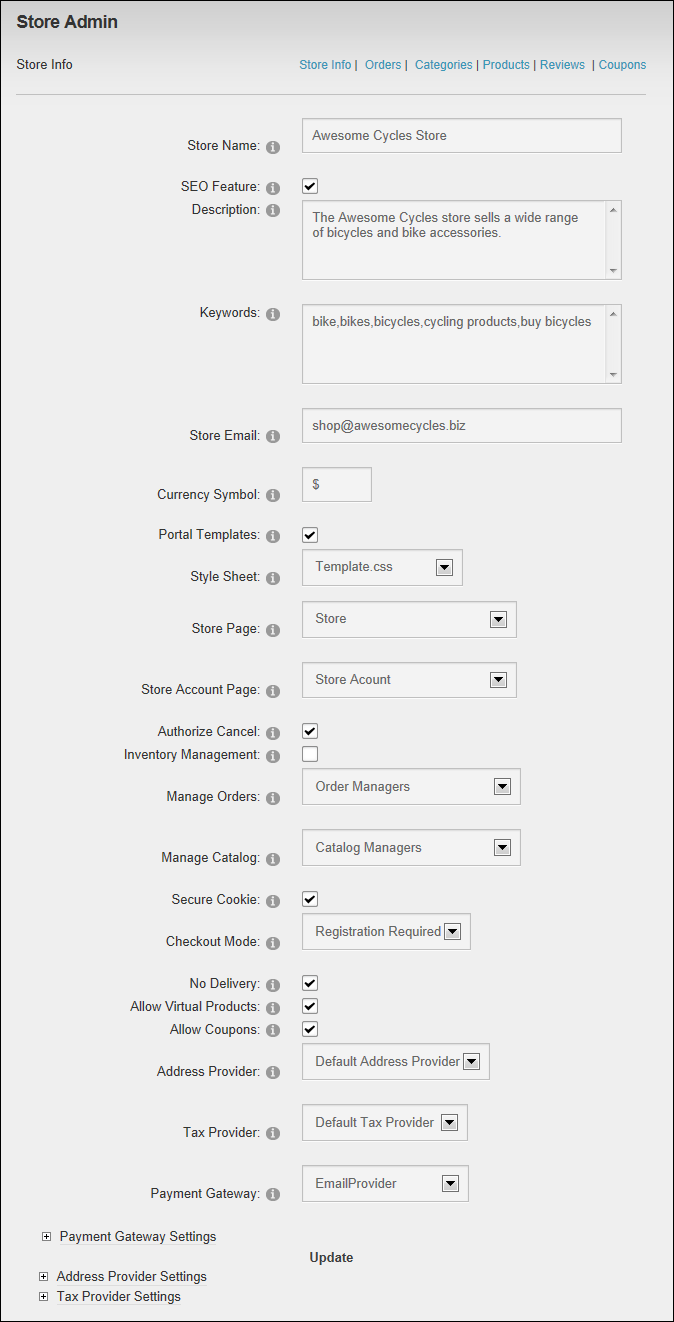 Store Admin
Store Info
Store Info | Orders | Categories | Products | Reviews | Coupons
Store Name: Awesome Cycles Store
SEO Feature:
Description: The Awesome Cycles store sells a wide range
of bicycles and bike accessories.
Keywords: bike,bikes,bicycles,cycling products,buy bicycles
Store Email: shop@awesomecycles.biz
Currency Symbol: $
Portal Templates:
Style Sheet: Template.css
Store Page: Store
Store Account Page: Store Acount
Authorize Cancel:
Inventory Management:
Manage Orders: Order Managers
Manage Catalog: Catalog Managers
Secure Cookie:
Checkout Mode: Registration Required
No Delivery:
Allow Virtual Products:
Allow Coupons:
Address Provider: Default Address Provider
Tax Provider: Default Tax Provider
Payment Gateway: EmailProvider
Payment Gateway Settings
Update
Address Provider Settings
Tax Provider Settings